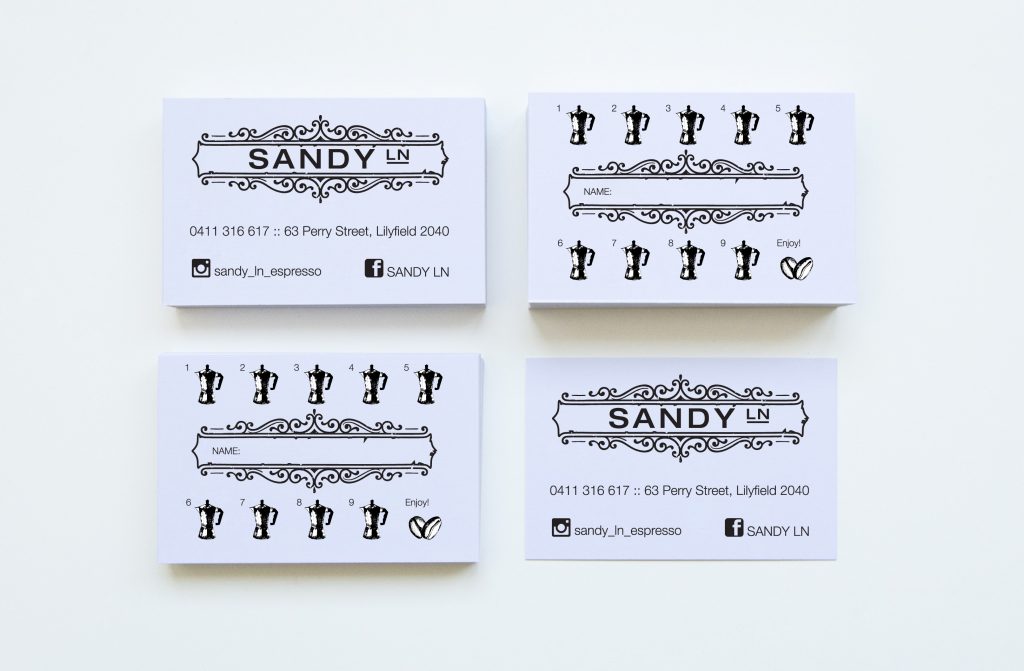 SANDY LN
0411 316 617 :: 63 Perry Street, Lilyfield 2040
sandy_ln_espresso SANDY LN
1 2 3 4 5
NAME:
6 7 8 9 Enjoy!
1 2 3 4 5
NAME:
6 7 8 9 Enjoy!
SANDY LN
0411 316 617 :: 63 Perry Street, Lilyfield 2040
sandy_ln_espresso SANDY LN